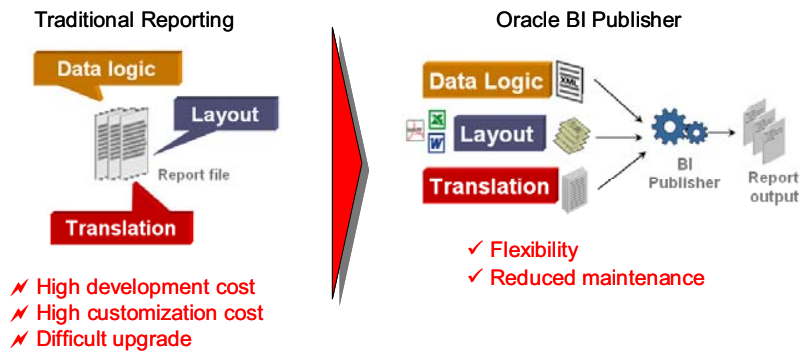 Traditional Reporting
Data logic
Layout
Report file
Translation
High development cost
High customization cost
Difficult upgrade
Oracle BI Publisher
Data Logic
XML
Layout
Translation
BI
Publisher
Report
output
Flexibility
Reduced maintenance